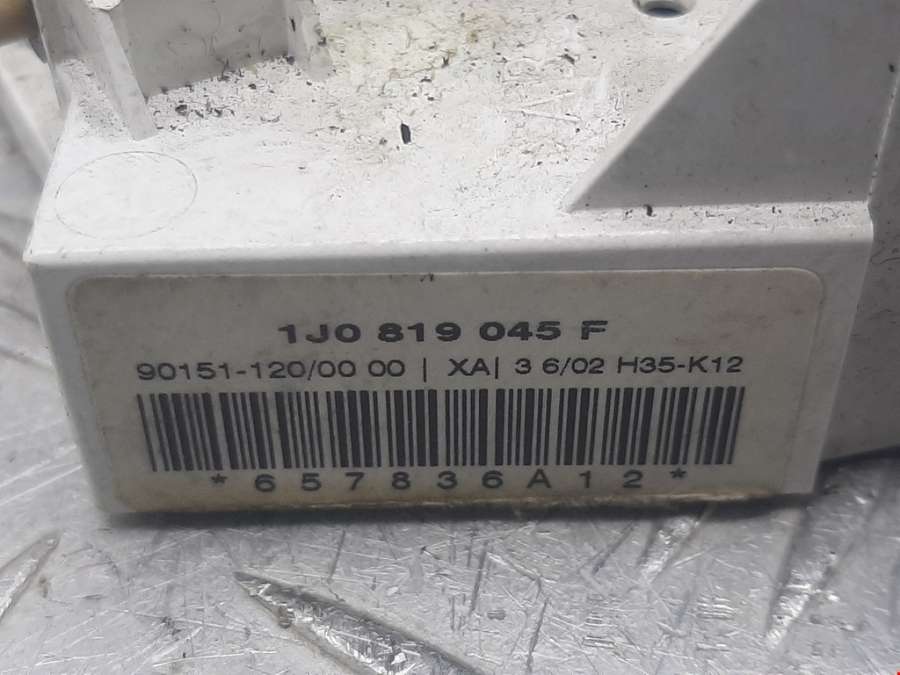 1J0 819 045 F
90151-120/00 00 | XA| 3 6/02 H35-K12
*657836A12*